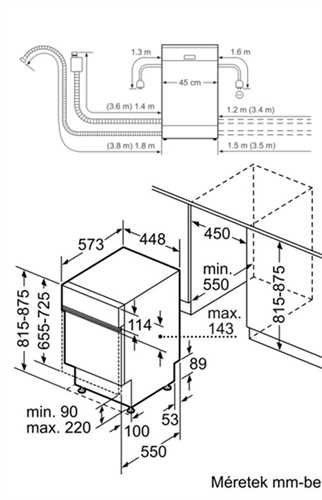 1.3 m
1.6 m
45 cm
(3.6 m) 1.4 m
1.2 m (3.4 m)
(3.8 m) 1.8 m
1.5 m (3.5 m)
573
448
450
min.
550
815-875
max.
143
815-875
655-725
114
89
min. 90
max. 220
100
53
550
Méretek mm-be